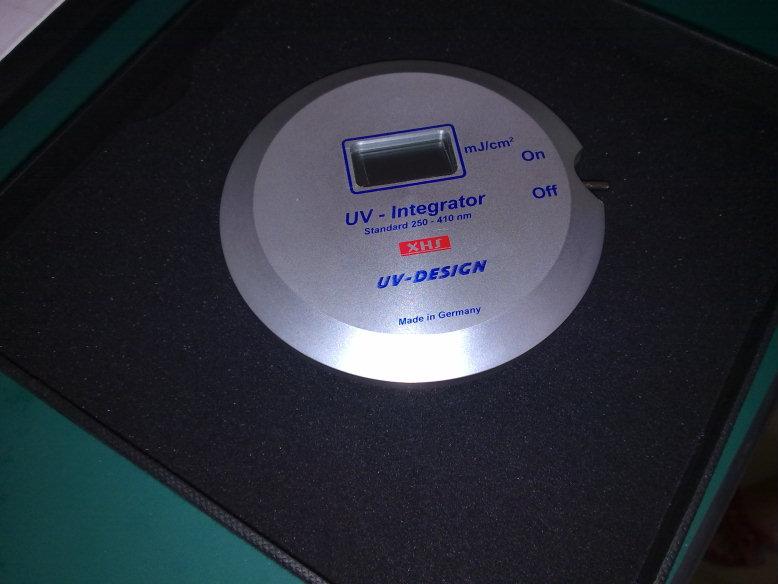 mJ/cm²
On
Off
UV - Integrator
Standard 250 - 410 nm
XHS
UV-DESIGN
Made in Germany